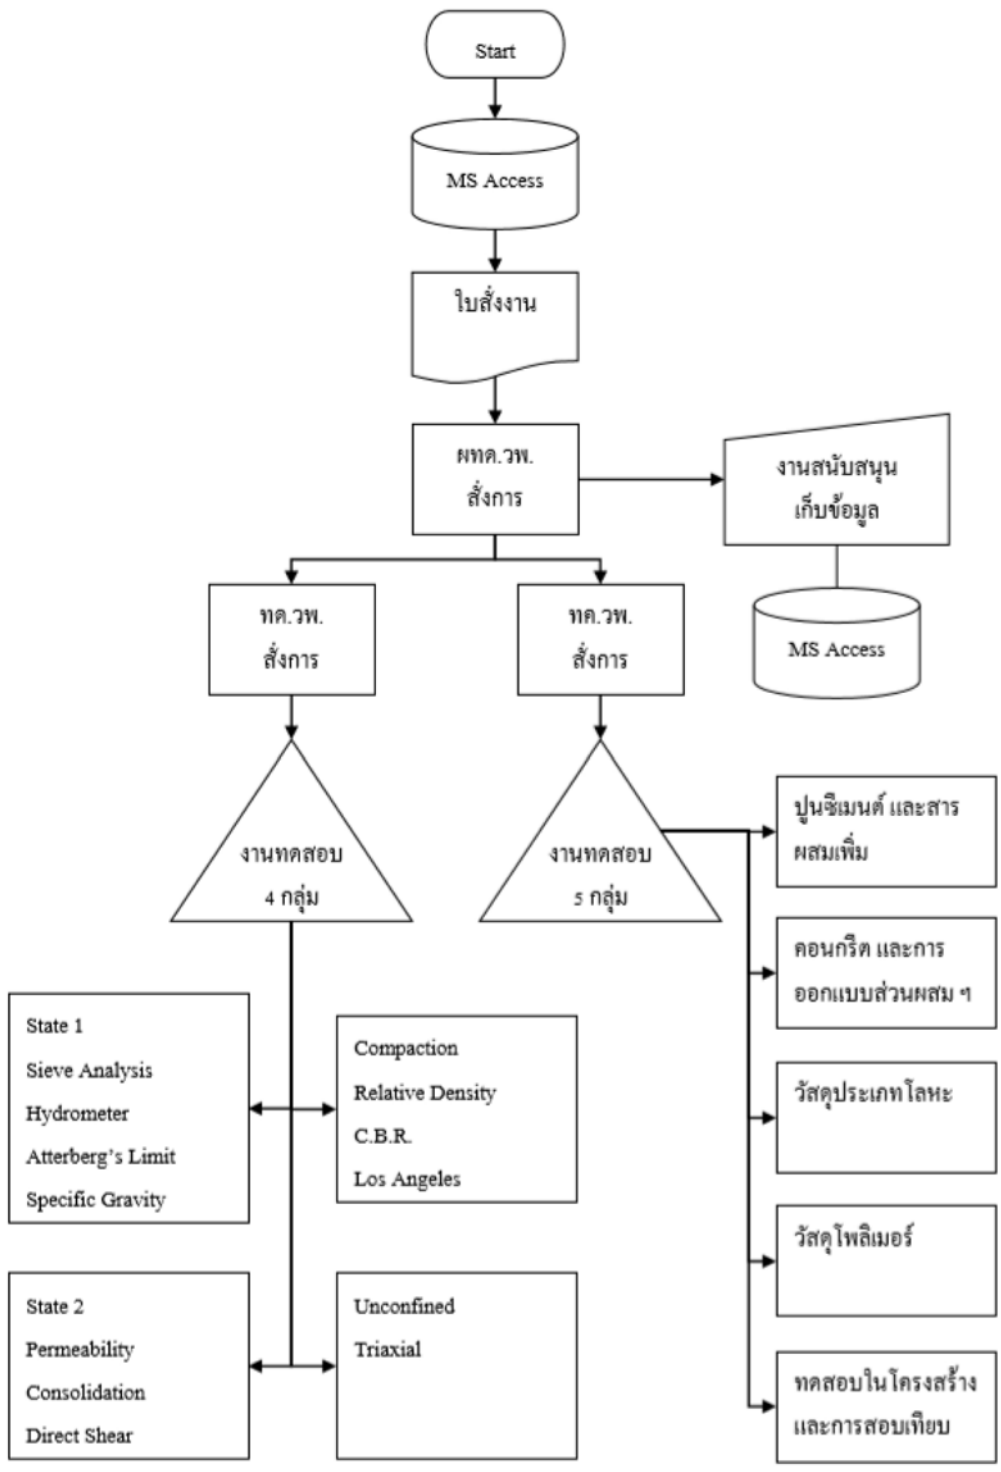 Start
MS Access
ใบสั่งงาน
ผทด.วพ.
สั่งการ
งานสนับสนุน
เก็บข้อมูล
MS Access
ทด.วพ.
สั่งการ
ทค.วพ.
สั่งการ
งานทดสอบ
4 กลุ่ม
งานทดสอบ
5 กลุ่ม
ปูนซีเมนต์ และสาร
ผสมเพิ่ม
คอนกรีต และการ
ออกแบบส่วนผสม ฯ
วัสดุประเภทโลหะ
วัสดุโพลิเมอร์
ทดสอบในโครงสร้าง
และการสอบเทียบ
State 1
Sieve Analysis
Hydrometer
Atterberg’s Limit
Specific Gravity
Compaction
Relative Density
C.B.R.
Los Angeles
State 2
Permeability
Consolidation
Direct Shear
Unconfined
Triaxial